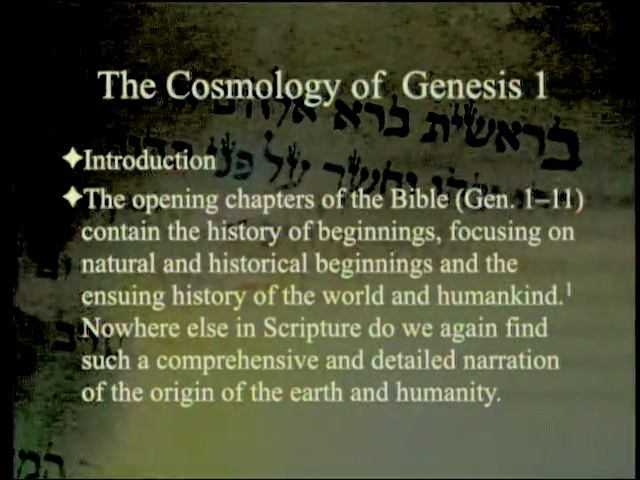 The Cosmology of Genesis 1
בראשית ברא אלהים
✦Introduction
✦The opening chapters of the Bible (Gen. 1–11)
contain the history of beginnings, focusing on
natural and historical beginnings and the
ensuing history of the world and humankind.¹
Nowhere else in Scripture do we again find
such a comprehensive and detailed narration
of the origin of the earth and humanity.